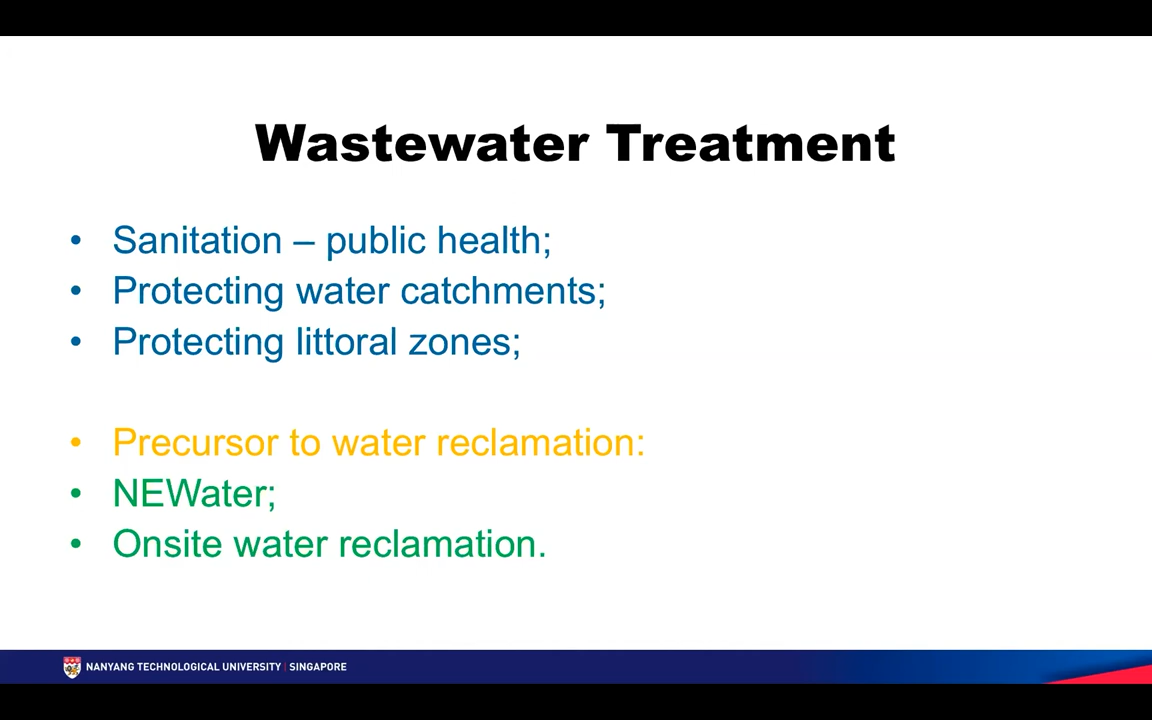 Wastewater Treatment
• Sanitation – public health;
• Protecting water catchments;
• Protecting littoral zones;
• Precursor to water reclamation:
• NEWater;
• Onsite water reclamation.
NANYANG TECHNOLOGICAL UNIVERSITY | SINGAPORE